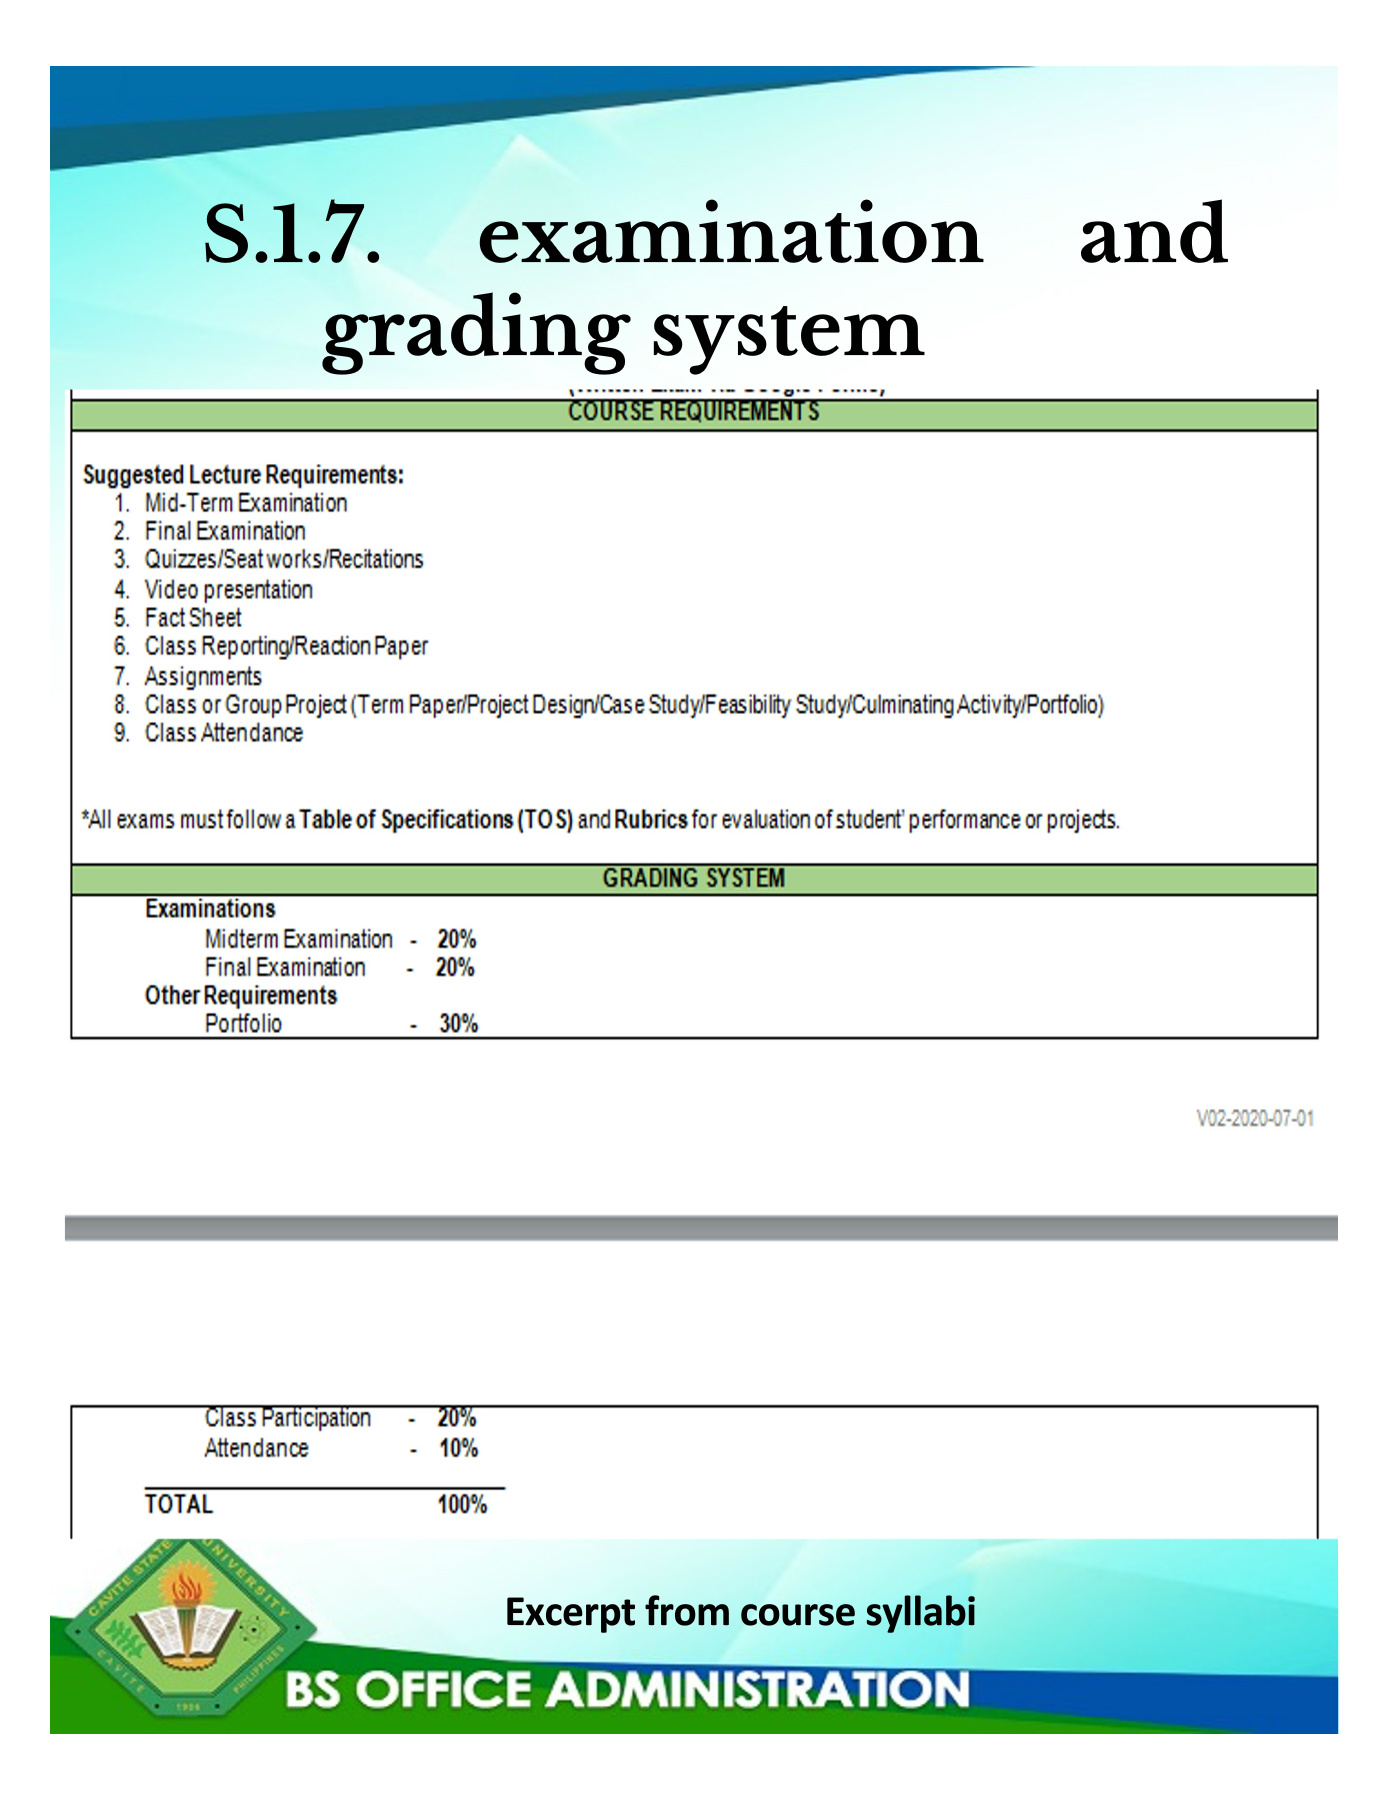 S.1.7. examination and
grading system
(Written Exam via Google Forms)
COURSE REQUIREMENTS
Suggested Lecture Requirements:
1. Mid-Term Examination
2. Final Examination
3. Quizzes/Seat works/Recitations
4. Video presentation
5. Fact Sheet
6. Class Reporting/Reaction Paper
7. Assignments
8. Class or Group Project (Term Paper/Project Design/Case Study/Feasibility Study/Culminating Activity/Portfolio)
9. Class Attendance
*All exams must follow a Table of Specifications (TOS) and Rubrics for evaluation of student' performance or projects.
GRADING SYSTEM
Examinations
Midterm Examination - 20%
Final Examination - 20%
Other Requirements
Portfolio - 30%
V02-2020-07-01
Class Participation - 20%
Attendance - 10%
TOTAL 100%
CAVITE STATE UNIVERSITY
CAVITE
PHILIPPINES
1906
Excerpt from course syllabi
BS OFFICE ADMINISTRATION